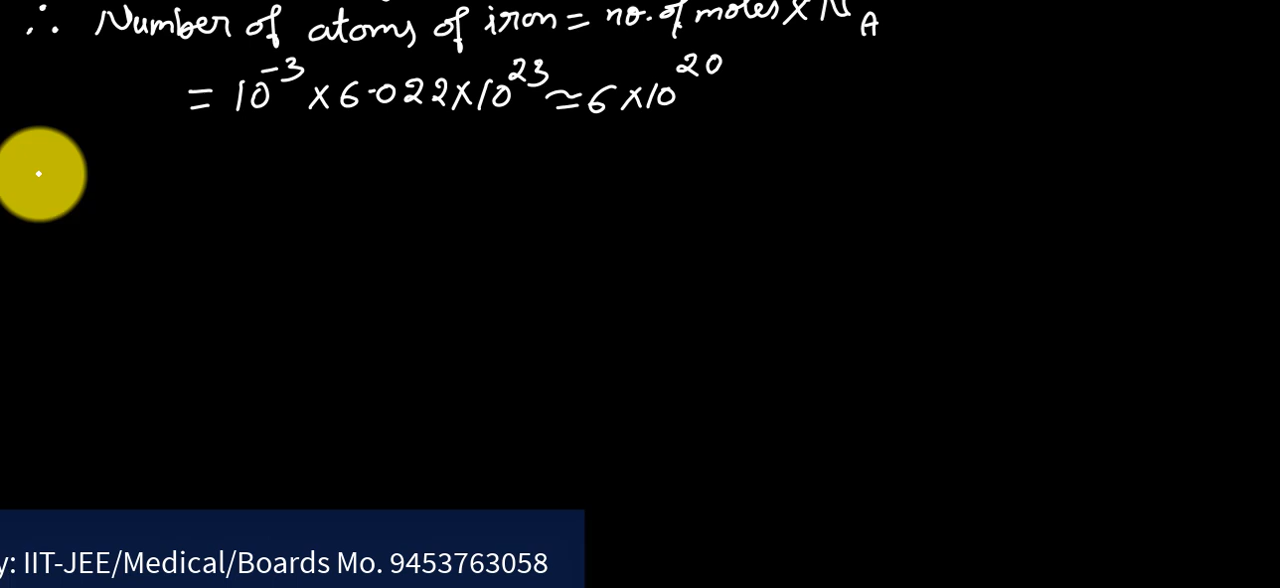 ∴ Number of atoms of iron = no. of moles × N_A
= 10^-3 × 6.022 × 10^23 ≃ 6 × 10^20
y: IIT-JEE/Medical/Boards Mo. 9453763058